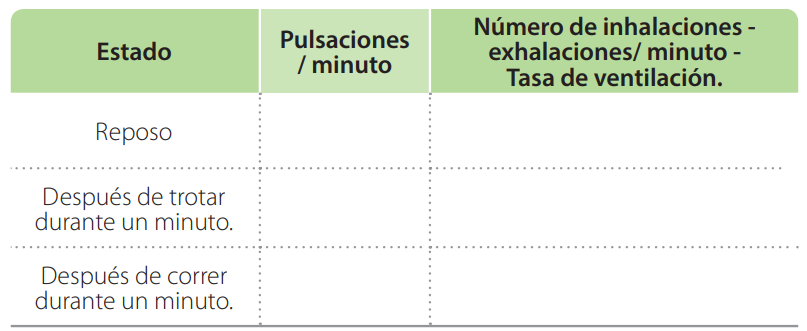 Estado
Pulsaciones
/ minuto
Número de inhalaciones -
exhalaciones/ minuto -
Tasa de ventilación.
Reposo
Después de trotar
durante un minuto.
Después de correr
durante un minuto.